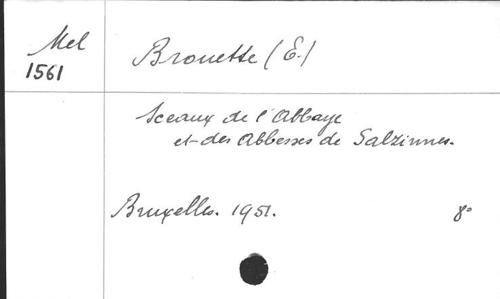 Mel
1561
Brouette (E.)
Sceaux de l'Abbaye
et des Abbesses de Salzinnes.
Bruxelles. 1951. 8°